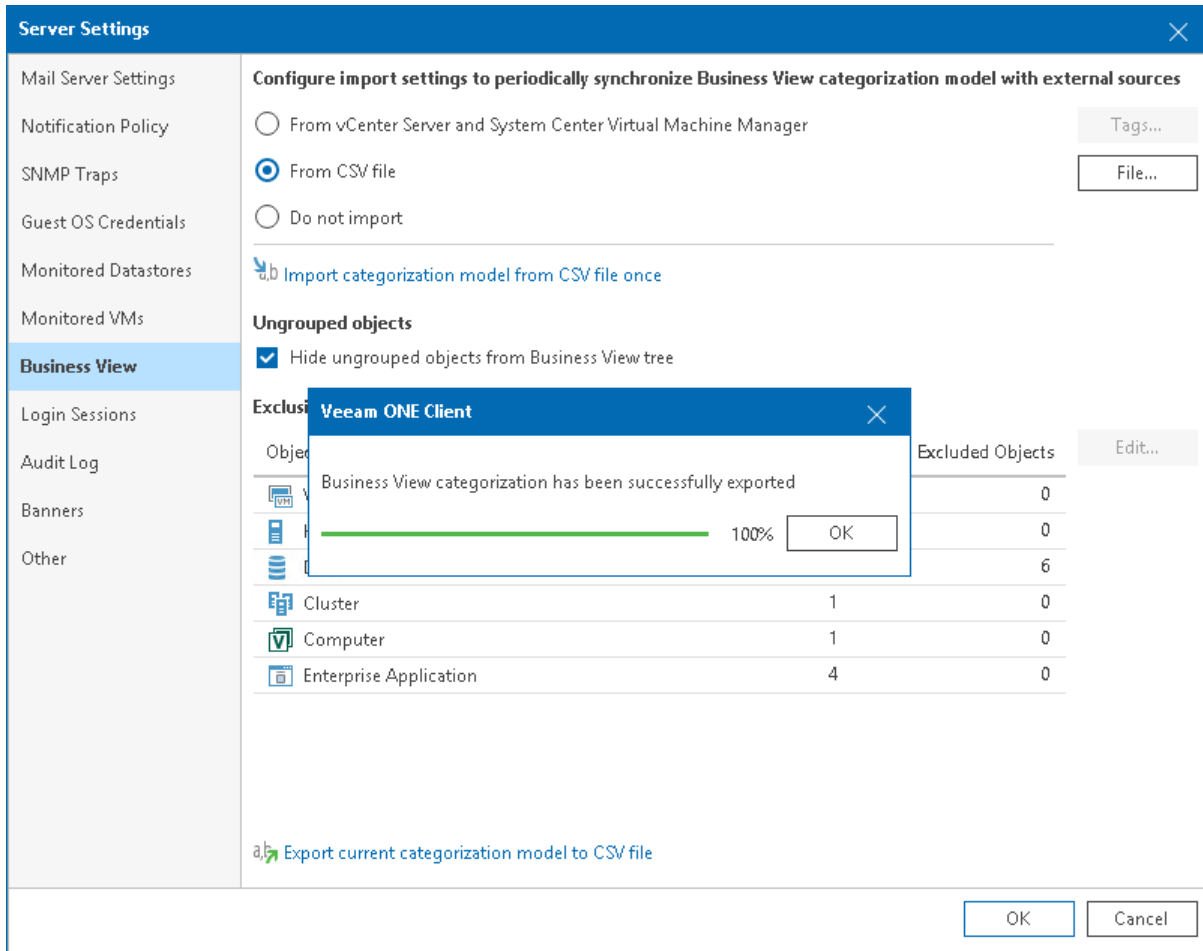 Server Settings
Mail Server Settings
Notification Policy
SNMP Traps
Guest OS Credentials
Monitored Datastores
Monitored VMs
Business View
Login Sessions
Audit Log
Banners
Other
Configure import settings to periodically synchronize Business View categorization model with external sources
From vCenter Server and System Center Virtual Machine Manager
Tags...
From CSV file
File...
Do not import
a,b Import categorization model from CSV file once
Ungrouped objects
Hide ungrouped objects from Business View tree
Veeam ONE Client
Business View categorization has been successfully exported
100%
OK
Excluded Objects
Edit...
0
0
6
Cluster 1 0
Computer 1 0
Enterprise Application 4 0
a,b Export current categorization model to CSV file
OK
Cancel